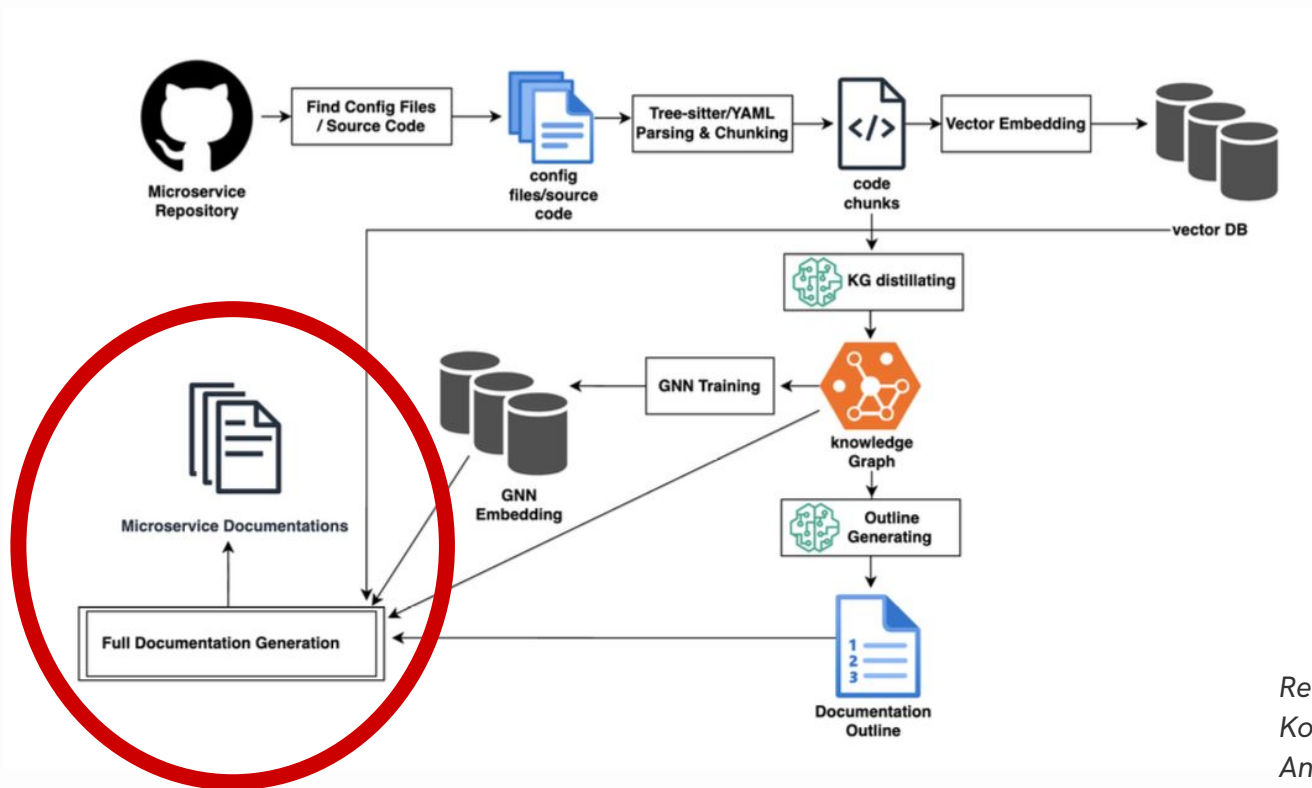 Microservice
Repository
Find Config Files
/ Source Code
config
files/source
code
Tree-sitter/YAML
Parsing & Chunking
</>
code
chunks
Vector Embedding
vector DB
KG distillating
knowledge
Graph
GNN Training
GNN
Embedding
Outline
Generating
1
2
3
Documentation
Outline
Microservice Documentations
Full Documentation Generation
Re
Ko
An